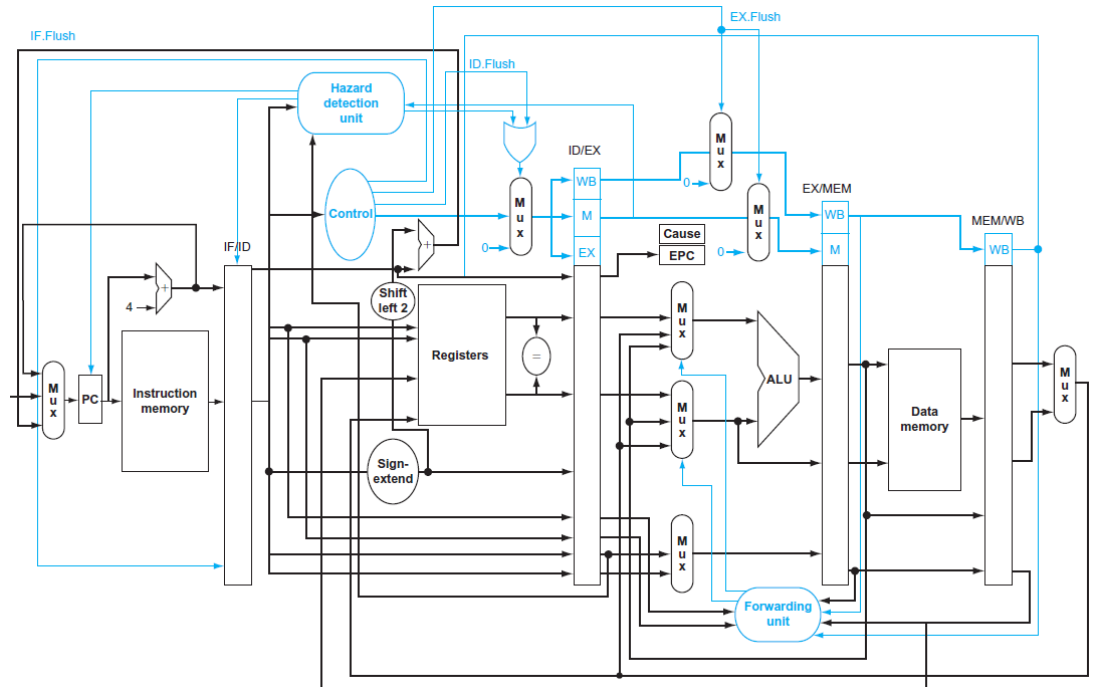 EX.Flush
IF.Flush
ID.Flush
Hazard
detection
unit
M
u
x
ID/EX
WB
0
EX/MEM
M
u
x
Control
M
u
x
M
WB
MEM/WB
Cause
IF/ID
0
EX
EPC
0
M
WB
+
+
Shift
left 2
4
M
u
x
Registers
=
ALU
M
u
x
PC
Instruction
memory
M
u
x
M
u
x
Data
memory
Sign-
extend
M
u
x
Forwarding
unit